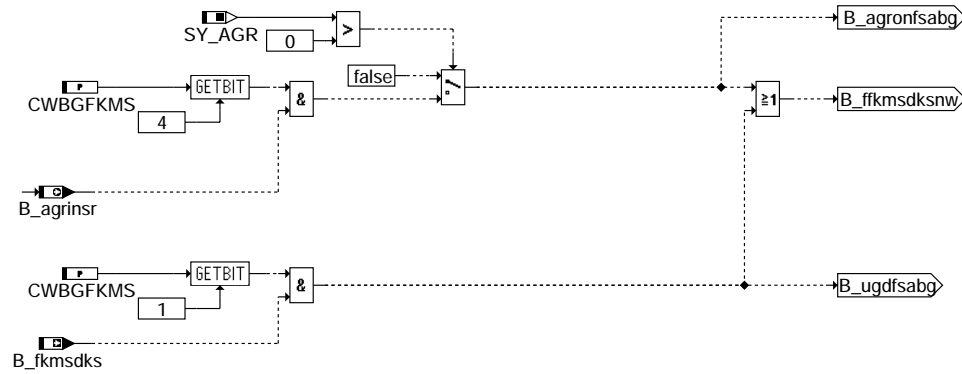 B_agronfsabg
SY_AGR
>
0
false
CWBGFKMS
P
GETBIT
&
≧1
B_ffkmsdksnw
4
B_agrinsr
CWBGFKMS
P
GETBIT
&
B_ugdfsabg
1
B_fkmsdks